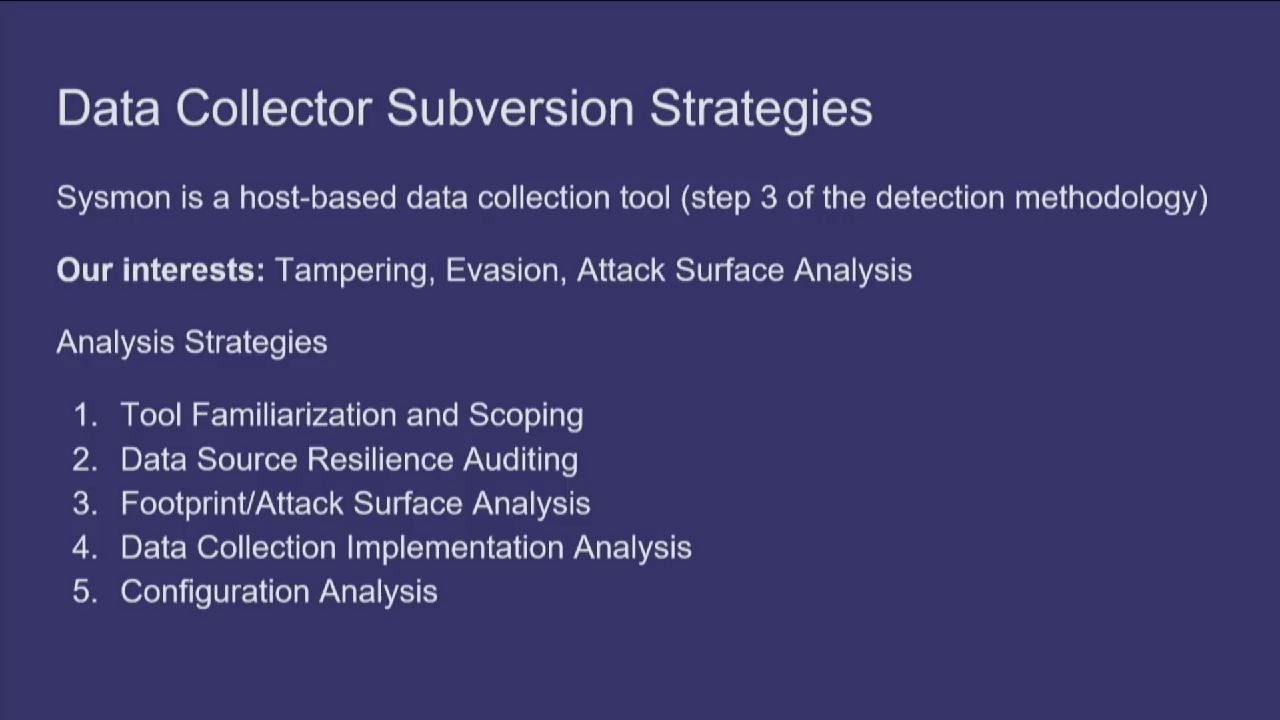 Data Collector Subversion Strategies
Sysmon is a host-based data collection tool (step 3 of the detection methodology)
Our interests: Tampering, Evasion, Attack Surface Analysis
Analysis Strategies
1. Tool Familiarization and Scoping
2. Data Source Resilience Auditing
3. Footprint/Attack Surface Analysis
4. Data Collection Implementation Analysis
5. Configuration Analysis